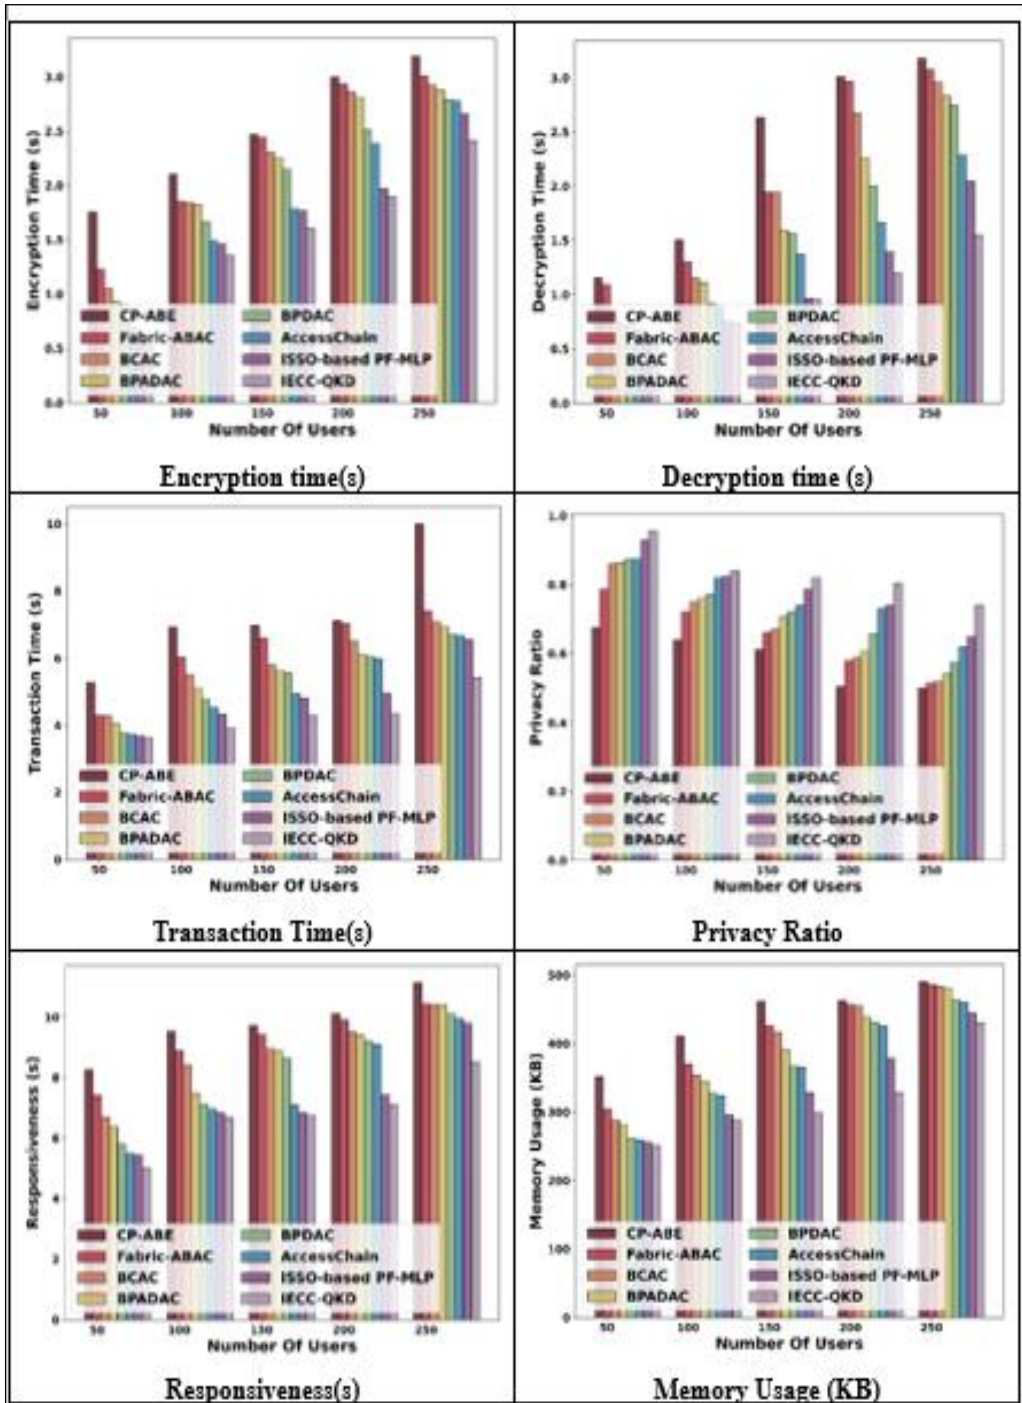 Encryption Time (s)
3.0
2.5
2.0
1.5
1.0
0.5
0.0
CP-ABE
Fabric-ABAC
BCAC
BPADAC
BPDAC
AccessChain
ISSO-based PF-MLP
IECC-QKD
50 100 150 200 250
Number Of Users
Encryption time(s)
Decryption Time (s)
3.0
2.5
2.0
1.5
1.0
0.5
0.0
CP-ABE
Fabric-ABAC
BCAC
BPADAC
BPDAC
AccessChain
ISSO-based PF-MLP
IECC-QKD
50 100 150 200 250
Number Of Users
Decryption time (s)
Transaction Time (s)
10
8
6
4
2
0
CP-ABE
Fabric-ABAC
BCAC
BPADAC
BPDAC
AccessChain
ISSO-based PF-MLP
IECC-QKD
50 100 150 200 250
Number Of Users
Transaction Time(s)
Privacy Ratio
1.0
0.8
0.6
0.4
0.2
0.0
CP-ABE
Fabric-ABAC
BCAC
BPADAC
BPDAC
AccessChain
ISSO-based PF-MLP
IECC-QKD
50 100 150 200 250
Number Of Users
Privacy Ratio
Responsiveness (s)
10
8
6
4
2
0
CP-ABE
Fabric-ABAC
BCAC
BPADAC
BPDAC
AccessChain
ISSO-based PF-MLP
IECC-QKD
50 100 150 200 250
Number Of Users
Responsiveness(s)
Memory Usage (KB)
500
400
300
200
100
0
CP-ABE
Fabric-ABAC
BCAC
BPADAC
BPDAC
AccessChain
ISSO-based PF-MLP
IECC-QKD
50 100 150 200 250
Number Of Users
Memory Usage (KB)